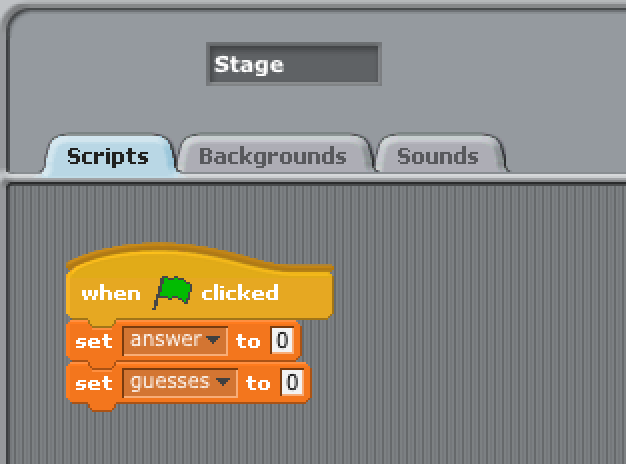 Stage
Scripts Backgrounds Sounds
when clicked
set answer to 0
set guesses to 0